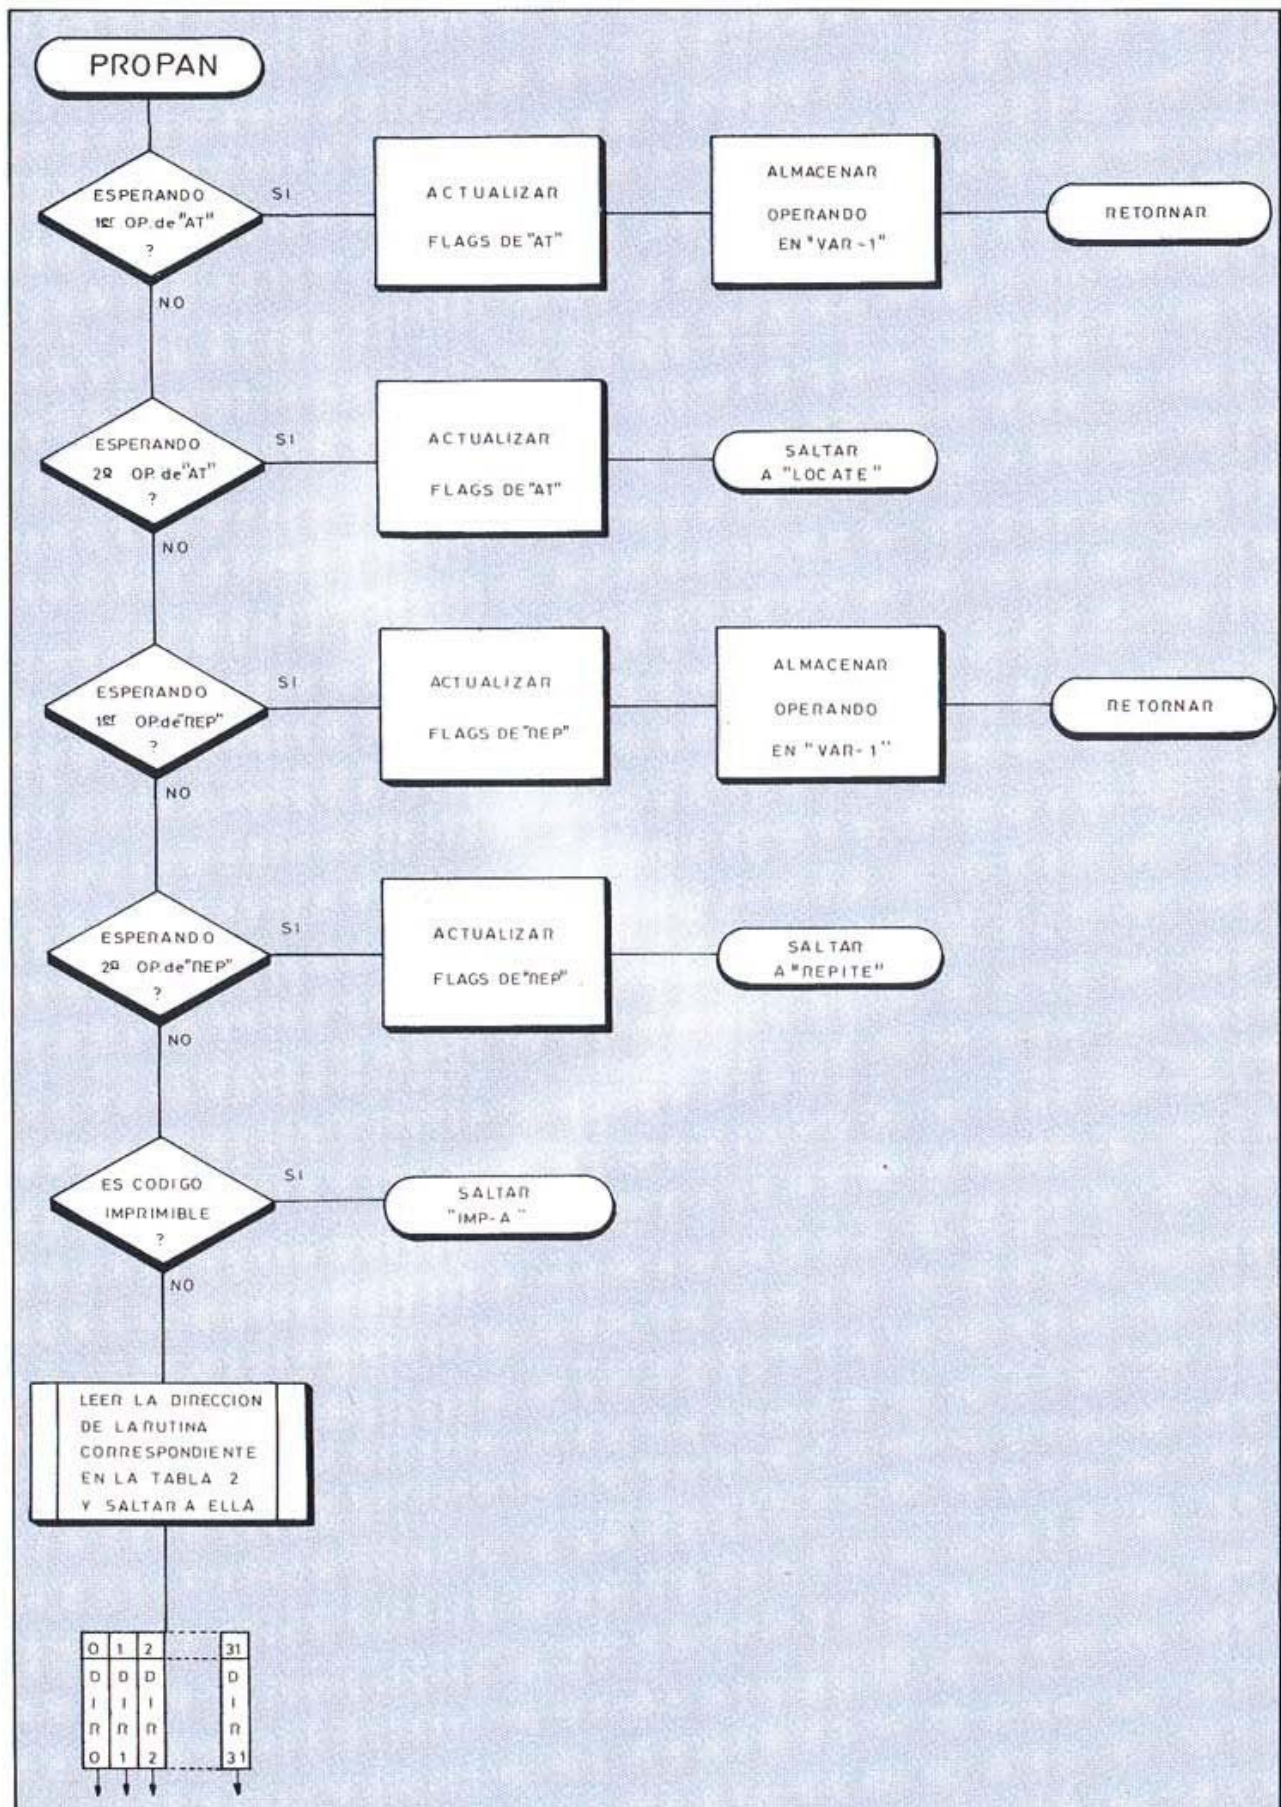 PROPAN
ESPERANDO
1er OP. de "AT"
?
SI
ACTUALIZAR
FLAGS DE "AT"
ALMACENAR
OPERANDO
EN "VAR-1"
RETORNAR
NO
ESPERANDO
2º OP. de "AT"
?
SI
ACTUALIZAR
FLAGS DE "AT"
SALTAR
A "LOCATE"
NO
ESPERANDO
1er OP. de "REP"
?
SI
ACTUALIZAR
FLAGS DE "REP"
ALMACENAR
OPERANDO
EN "VAR-1"
RETORNAR
NO
ESPERANDO
2º OP. de "REP"
?
SI
ACTUALIZAR
FLAGS DE "REP"
SALTAR
A "REPITE"
NO
ES CODIGO
IMPRIMIBLE
?
SI
SALTAR
"IMP-A"
NO
LEER LA DIRECCION
DE LA RUTINA
CORRESPONDIENTE
EN LA TABLA 2
Y SALTAR A ELLA
0 1 2 31
D D D D
I I I I
R R R R
0 1 2 31